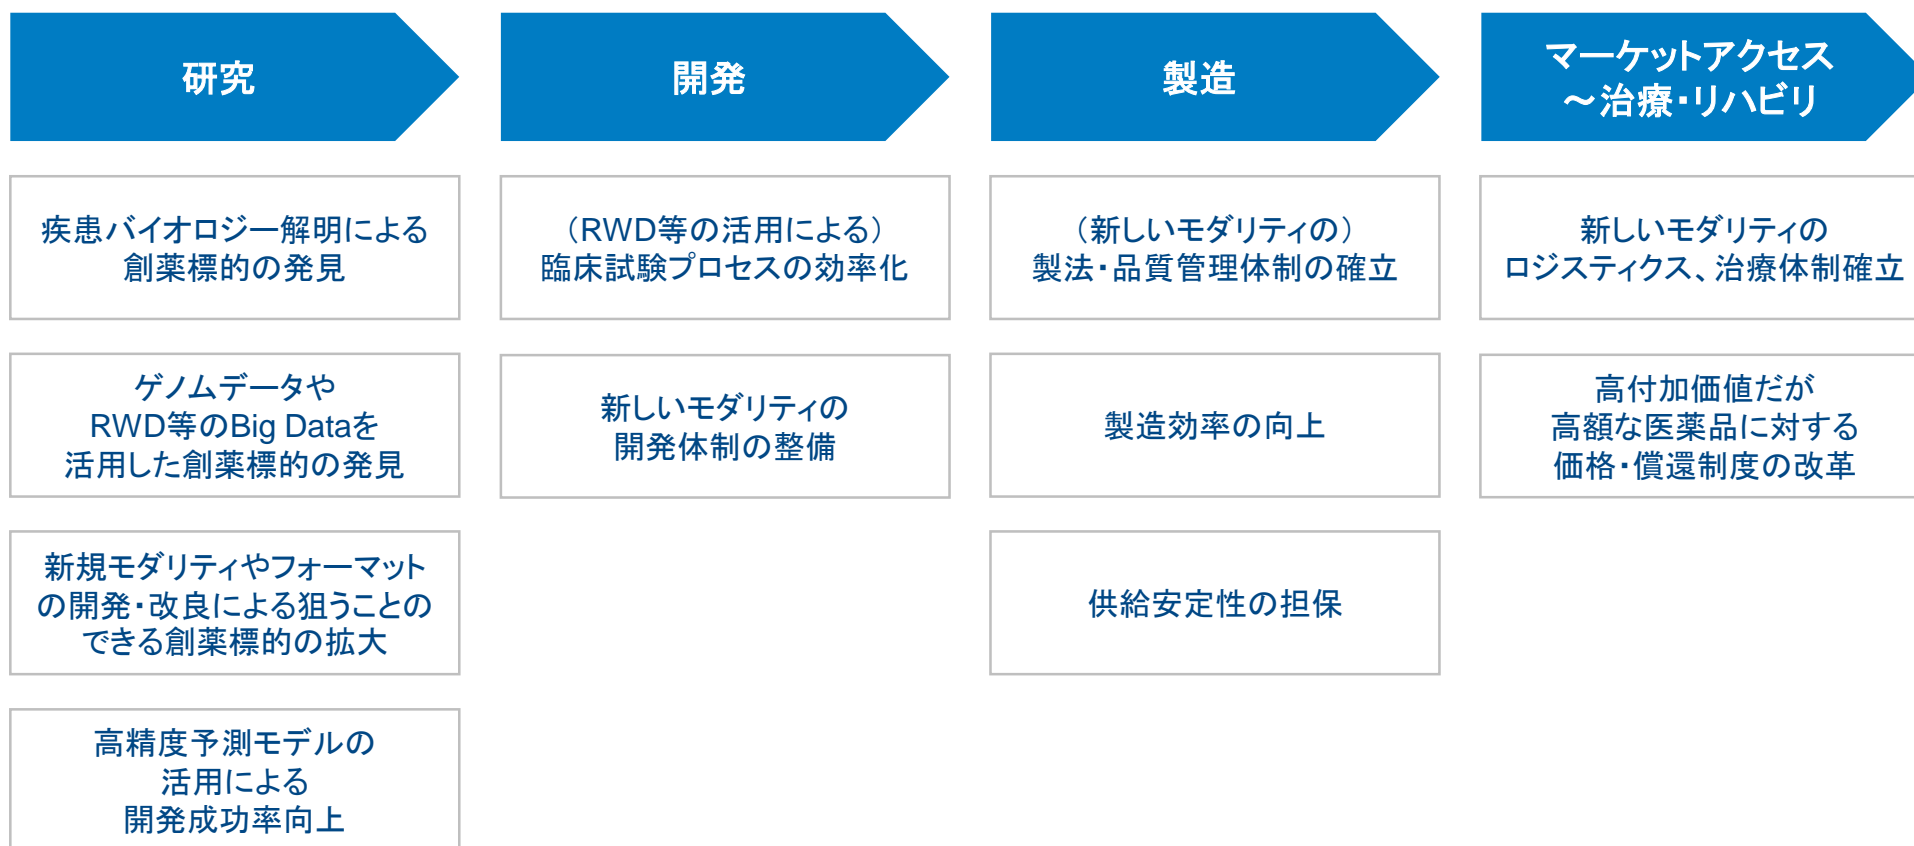 研究
疾患バイオロジー解明による
創薬標的の発見
ゲノムデータや
RWD等のBig Dataを
活用した創薬標的の発見
新規モダリティやフォーマット
の開発・改良による狙うことの
できる創薬標的の拡大
高精度予測モデルの
活用による
開発成功率向上
開発
（RWD等の活用による）
臨床試験プロセスの効率化
新しいモダリティの
開発体制の整備
製造
（新しいモダリティの）
製法・品質管理体制の確立
製造効率の向上
供給安定性の担保
マーケットアクセス
～治療・リハビリ
新しいモダリティの
ロジスティクス、治療体制確立
高付加価値だが
高額な医薬品に対する
価格・償還制度の改革